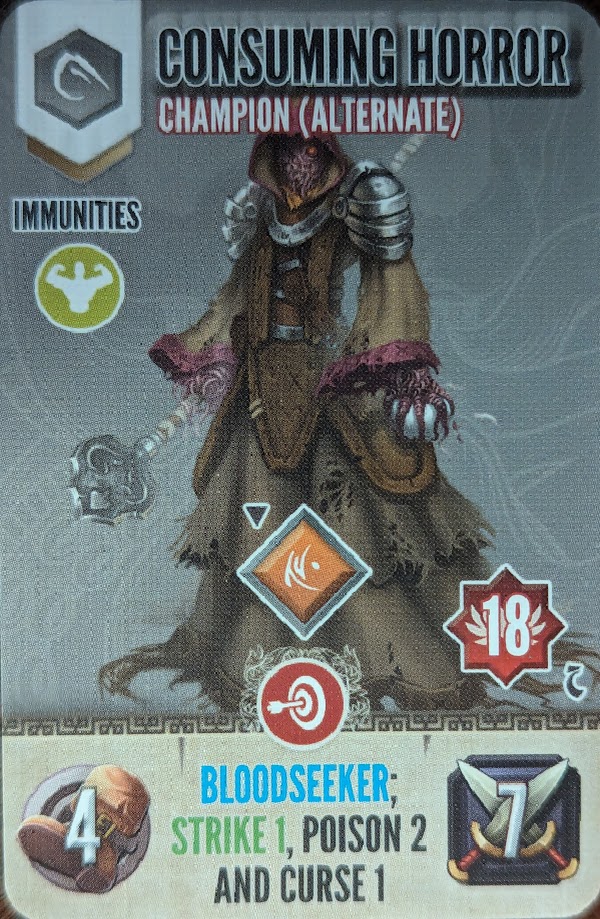 CONSUMING HORROR
CHAMPION (ALTERNATE)
IMMUNITIES
18
4
BLOODSEEKER;
STRIKE 1, POISON 2
AND CURSE 1
7